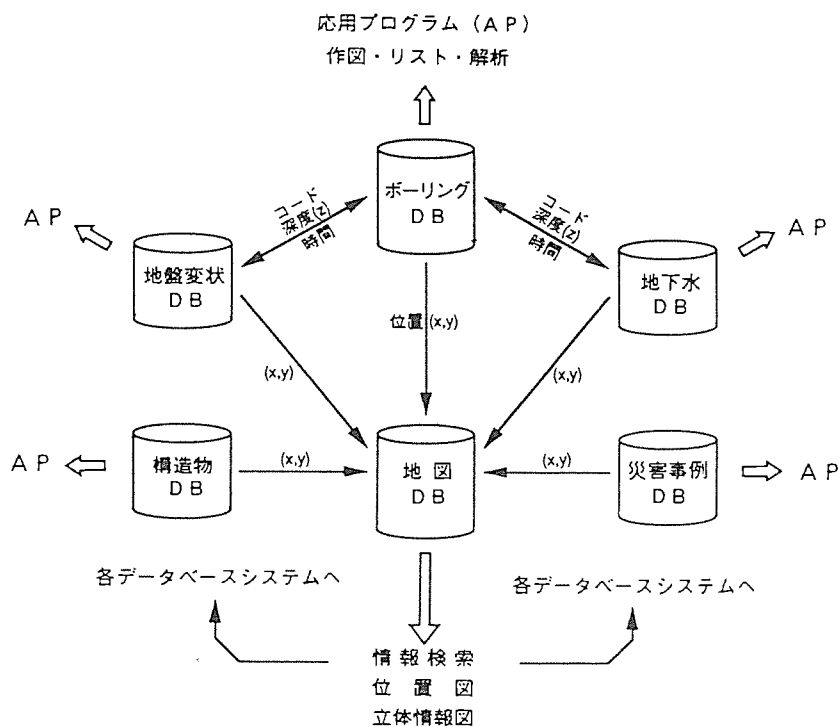 応用プログラム (AP)
作図・リスト・解析
ボーリング
DB
コード
深度(z)
時間
コード
深度(z)
時間
AP
AP
地盤変状
DB
地下水
DB
位置(x,y)
(x,y)
(x,y)
AP
構造物
DB
(x,y)
地図
DB
(x,y)
災害事例
DB
AP
各データベースシステムへ
各データベースシステムへ
情報検索
位置図
立体情報図